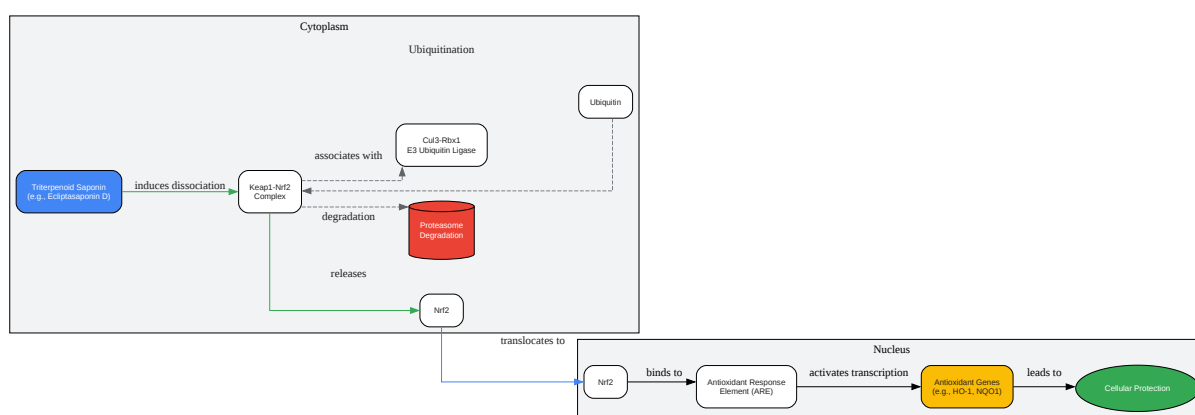 Cytoplasm
Ubiquitination
Ubiquitin
Cul3-Rbx1
E3 Ubiquitin Ligase
associates with
Triterpenoid Saponin
(e.g., Ecliptasaponin D)
induces dissociation
Keap1-Nrf2
Complex
degradation
Proteasome
Degradation
releases
Nrf2
translocates to
Nucleus
Nrf2
binds to
Antioxidant Response
Element (ARE)
activates transcription
Antioxidant Genes
(e.g., HO-1, NQO1)
leads to
Cellular Protection